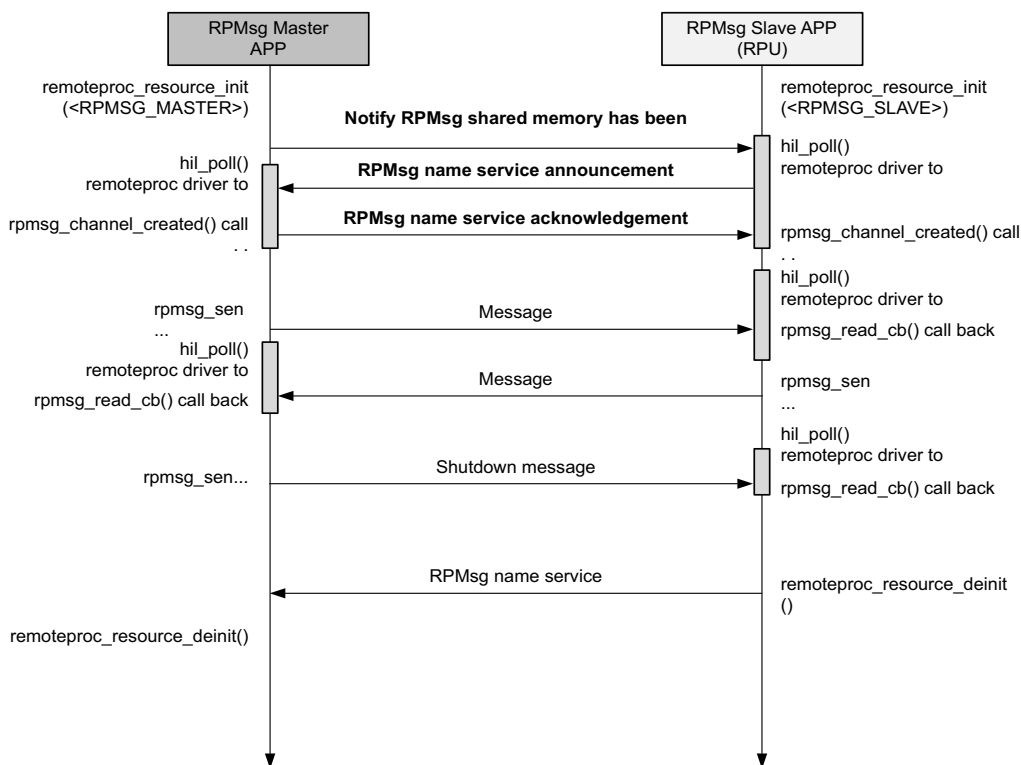 RPMsg Master
APP
RPMsg Slave APP
(RPU)
remoteproc_resource_init
(<RPMSG_MASTER>)
remoteproc_resource_init
(<RPMSG_SLAVE>)
Notify RPMsg shared memory has been
hil_poll()
remoteproc driver to
hil_poll()
remoteproc driver to
RPMsg name service announcement
RPMsg name service acknowledgement
rpmsg_channel_created() call
. .
rpmsg_channel_created() call
. .
hil_poll()
remoteproc driver to
rpmsg_sen
...
Message
rpmsg_read_cb() call back
hil_poll()
remoteproc driver to
rpmsg_read_cb() call back
Message
rpmsg_sen
...
hil_poll()
remoteproc driver to
rpmsg_sen...
Shutdown message
rpmsg_read_cb() call back
RPMsg name service
remoteproc_resource_deinit
()
remoteproc_resource_deinit()